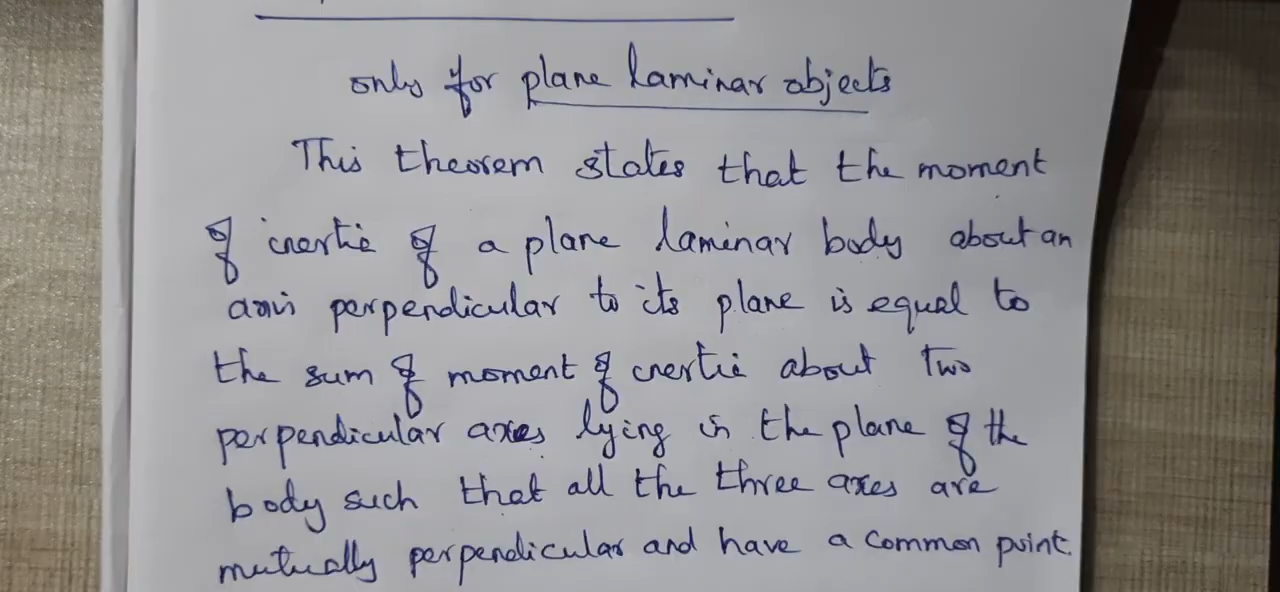 only for plane laminar objects
This theorem states that the moment
of inertia of a plane laminar body about an
axis perpendicular to its plane is equal to
the sum of moment of inertia about two
perpendicular axes lying in the plane of the
body such that all the three axes are
mutually perpendicular and have a common point.